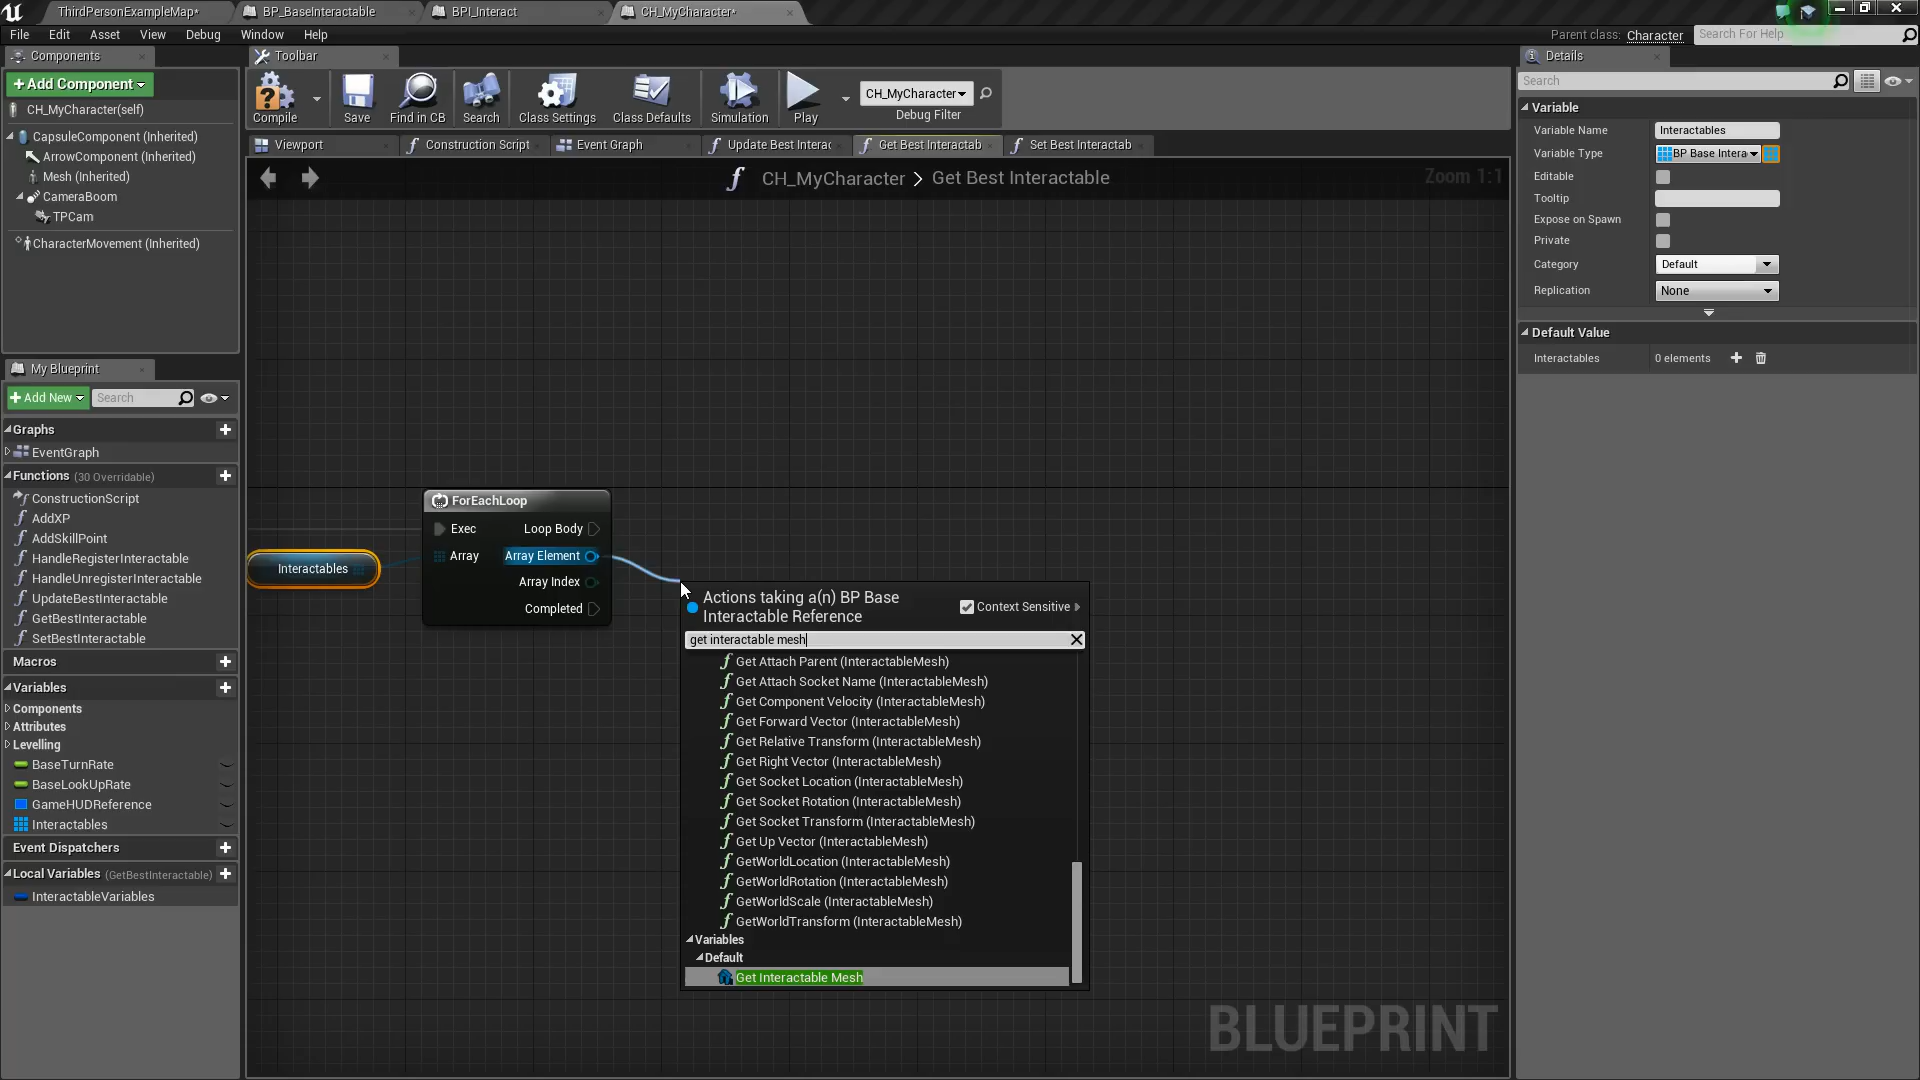 ThirdPersonExampleMap*
BP_BaseInteractable
BPI_Interact
CH_MyCharacter*
File Edit Asset View Debug Window Help
Parent class: Character
Search For Help
Components
Toolbar
Details
Add Component
CH_MyCharacter(self)
CapsuleComponent (Inherited)
ArrowComponent (Inherited)
Mesh (Inherited)
CameraBoom
TPCam
CharacterMovement (Inherited)
Compile
Save
Find in CB
Search
Class Settings
Class Defaults
Simulation
Play
CH_MyCharacter
Debug Filter
Viewport
Construction Script
Event Graph
Update Best Interac
Get Best Interactab
Set Best Interactab
CH_MyCharacter > Get Best Interactable
Zoom 1:1
My Blueprint
Add New
Search
Graphs
EventGraph
Functions (30 Overridable)
ConstructionScript
AddXP
AddSkillPoint
HandleRegisterInteractable
HandleUnregisterInteractable
UpdateBestInteractable
GetBestInteractable
SetBestInteractable
Macros
Variables
Components
Attributes
Levelling
BaseTurnRate
BaseLookUpRate
GameHUDReference
Interactables
Event Dispatchers
Local Variables (GetBestInteractable)
InteractableVariables
Interactables
ForEachLoop
Exec
Loop Body
Array
Array Element
Array Index
Completed
Actions taking a(n) BP Base
Interactable Reference
Context Sensitive
get interactable mesh
Get Attach Parent (InteractableMesh)
Get Attach Socket Name (InteractableMesh)
Get Component Velocity (InteractableMesh)
Get Forward Vector (InteractableMesh)
Get Relative Transform (InteractableMesh)
Get Right Vector (InteractableMesh)
Get Socket Location (InteractableMesh)
Get Socket Rotation (InteractableMesh)
Get Socket Transform (InteractableMesh)
Get Up Vector (InteractableMesh)
GetWorldLocation (InteractableMesh)
GetWorldRotation (InteractableMesh)
GetWorldScale (InteractableMesh)
GetWorldTransform (InteractableMesh)
Variables
Default
Get Interactable Mesh
BLUEPRINT
Search
Variable
Variable Name Interactables
Variable Type BP Base Intera
Editable
Tooltip
Expose on Spawn
Private
Category Default
Replication None
Default Value
Interactables 0 elements